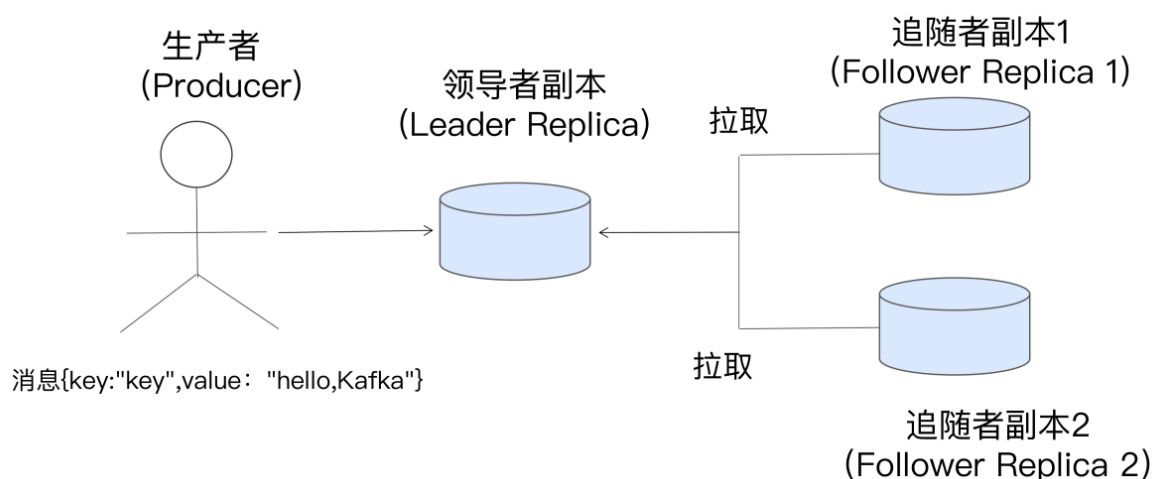 生产者
(Producer)
领导者副本
(Leader Replica)
追随者副本1
(Follower Replica 1)
拉取
拉取
消息{key:"key",value："hello,Kafka"}
追随者副本2
(Follower Replica 2)